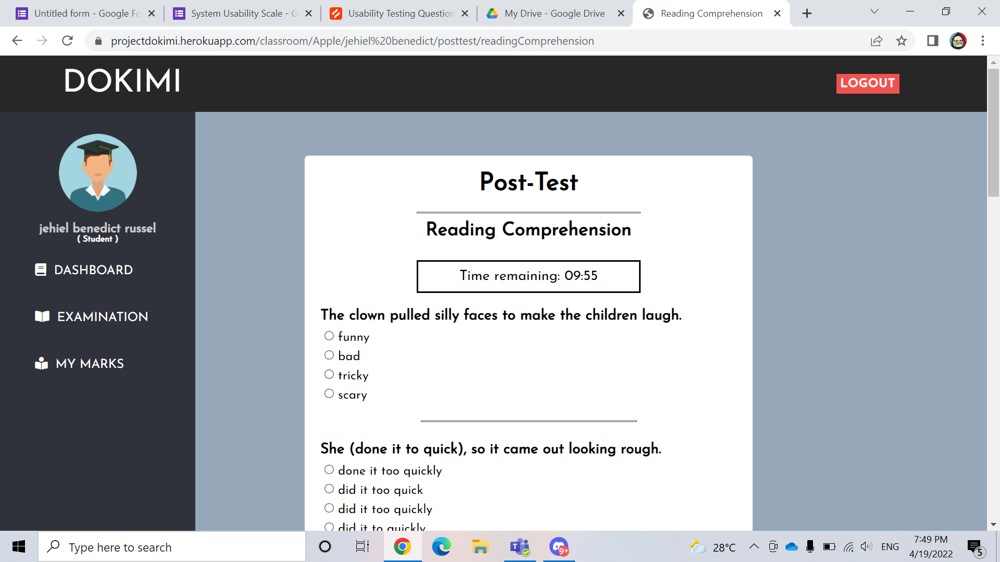 Untitled form - Google Fo
System Usability Scale - G
Usability Testing Question
My Drive - Google Drive
Reading Comprehension
projectdokimi.herokuapp.com/classroom/Apple/jehiel%20benedict/posttest/readingComprehension
DOKIMI
LOGOUT
jehiel benedict russel
( Student )
DASHBOARD
EXAMINATION
MY MARKS
Post-Test
Reading Comprehension
Time remaining: 09:55
The clown pulled silly faces to make the children laugh.
funny
bad
tricky
scary
She (done it to quick), so it came out looking rough.
done it too quickly
did it too quick
did it too quickly
did it to quickly
Type here to search
9+
28°C
ENG
7:49 PM
4/19/2022
5